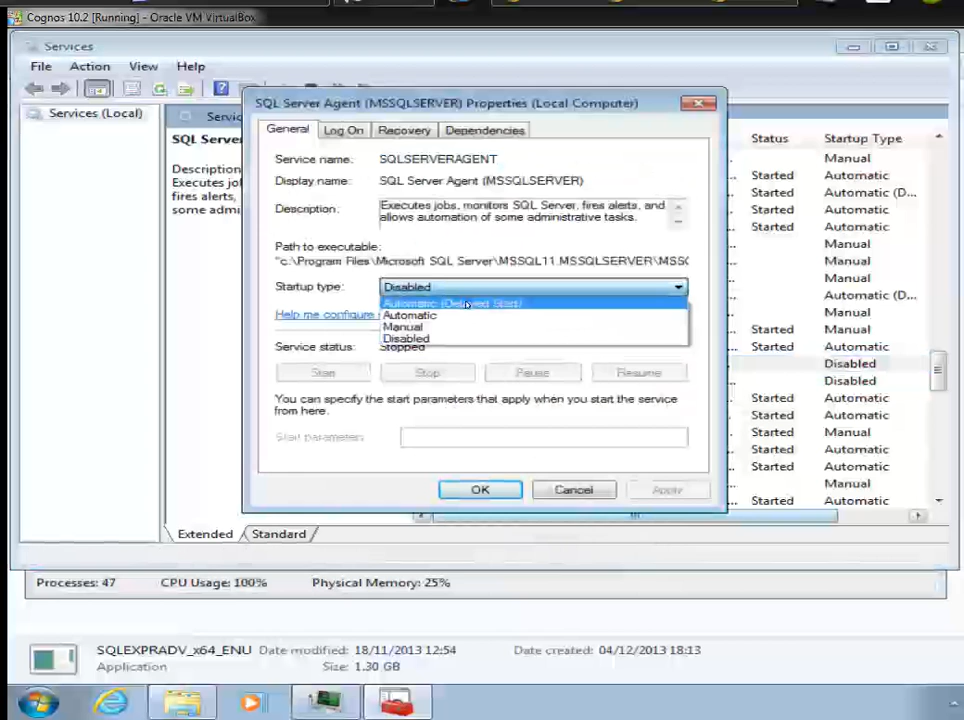 Cognos 10.2 [Running] - Oracle VM VirtualBox
Services
File Action View Help
Services (Local)
SQL Server Agent (MSSQLSERVER) Properties (Local Computer)
General Log On Recovery Dependencies
Service name: SQLSERVERAGENT
Display name: SQL Server Agent (MSSQLSERVER)
Description: Executes jobs, monitors SQL Server, fires alerts, and
allows automation of some administrative tasks.
Path to executable:
"c:\Program Files\Microsoft SQL Server\MSSQL11.MSSQLSERVER\MSSQ
Startup type: Disabled
Automatic (Delayed Start)
Automatic
Manual
Disabled
Help me configure
Service status: Stopped
Start Stop Pause Resume
You can specify the start parameters that apply when you start the service
from here.
Start parameters:
OK Cancel Apply
SQL Serve
Description
Executes jo
fires alerts,
some admi
Status Startup Type
Manual
Started Automatic
Started Automatic (D...
Started Automatic
Started Automatic
Manual
Manual
Started Automatic
Started Automatic (D...
Manual
Started Automatic
Disabled
Disabled
Started Automatic
Started Manual
Started Automatic
Started Automatic
Manual
Started Automatic
Extended Standard
Processes: 47 CPU Usage: 100% Physical Memory: 25%
SQLEXPRADV_x64_ENU Date modified: 18/11/2013 12:54 Date created: 04/12/2013 18:13
Application Size: 1.30 GB